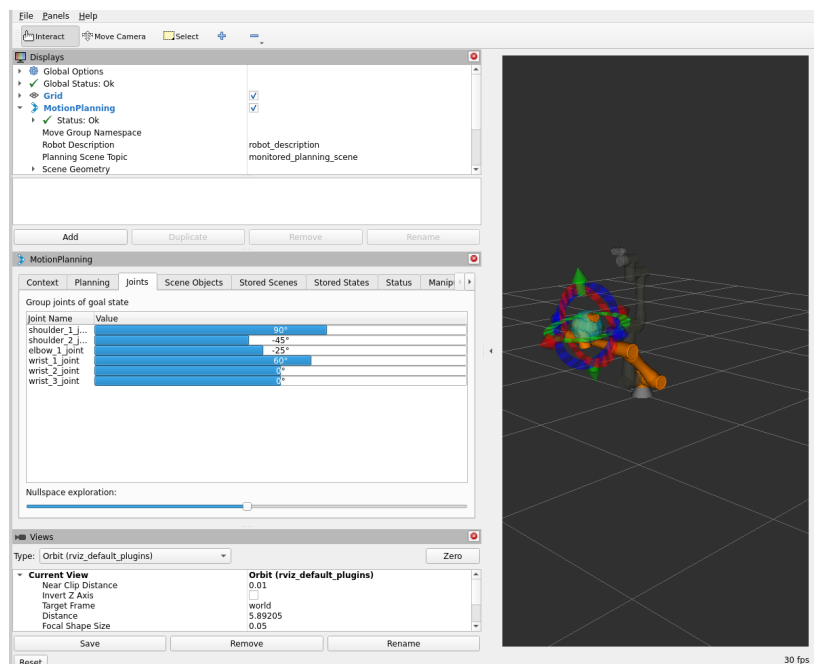 File Panels Help
Interact Move Camera Select
Displays
Global Options
Global Status: Ok
Grid
MotionPlanning
Status: Ok
Move Group Namespace
Robot Description robot_description
Planning Scene Topic monitored_planning_scene
Scene Geometry
Add Duplicate Remove Rename
MotionPlanning
Context Planning Joints Scene Objects Stored Scenes Stored States Status Manip
Group joints of goal state
Joint Name Value
shoulder_1_j... 90°
shoulder_2_j... -45°
elbow_1_joint -25°
wrist_1_joint 60°
wrist_2_joint 0°
wrist_3_joint 0°
Nullspace exploration:
Views
Type: Orbit (rviz_default_plugins) Zero
Current View Orbit (rviz_default_plugins)
Near Clip Distance 0.01
Invert Z Axis
Target Frame world
Distance 5.89205
Focal Shape Size 0.05
Save Remove Rename
Reset 30 fps